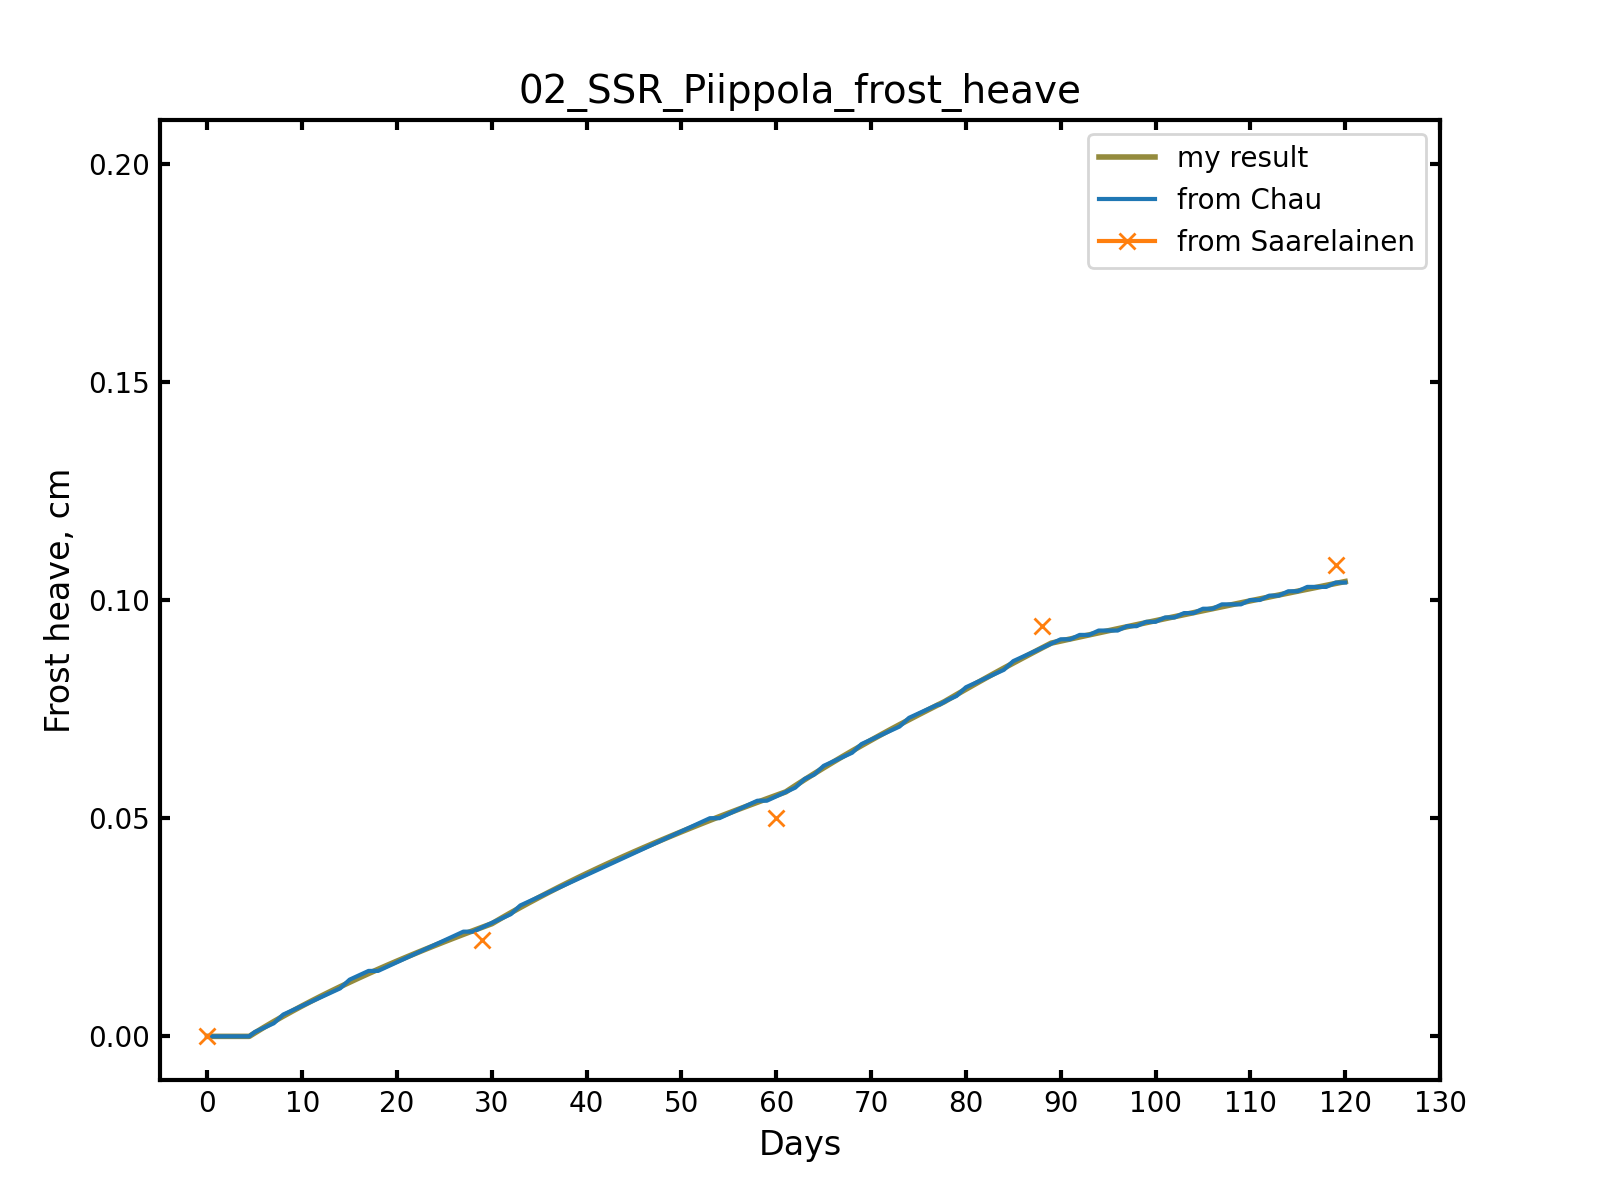 02_SSR_Piippola_frost_heave
my result
from Chau
from Saarelainen
0.20
0.15
0.10
0.05
0.00
Frost heave, cm
0 10 20 30 40 50 60 70 80 90 100 110 120 130
Days